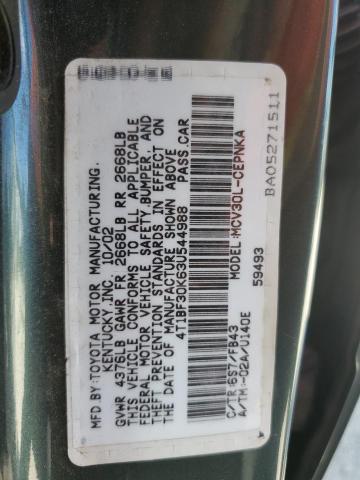 MFD. BY: TOYOTA MOTOR MANUFACTURING
KENTUCKY, INC. 10/02
GVWR 4376LB GAWR FR 2668LB RR 2668LB
THIS VEHICLE CONFORMS TO ALL APPLICABLE
FEDERAL MOTOR VEHICLE SAFETY, BUMPER, AND
THEFT PREVENTION STANDARDS IN EFFECT ON
THE DATE OF MANUFACTURE SHOWN ABOVE.
4T1BF30K63U544988 PASS.CAR
MODEL:MCV30L-CEPNKA
59493
C/TR:6S7/FB43
A/TM:-02A/U140E
BA05271511